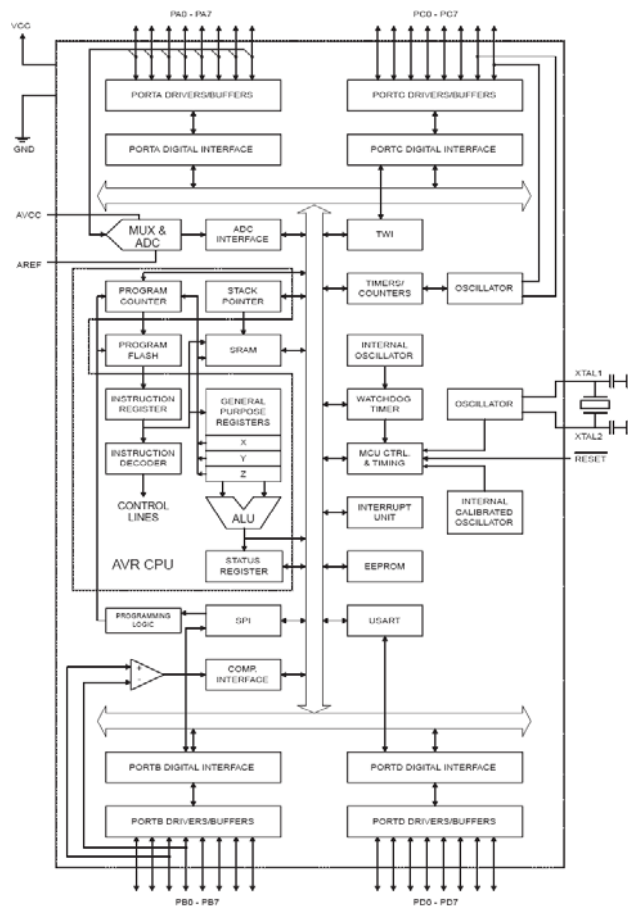 PA0 - PA7
PC0 - PC7
VCC
PORTA DRIVERS/BUFFERS
PORTC DRIVERS/BUFFERS
GND
PORTA DIGITAL INTERFACE
PORTC DIGITAL INTERFACE
AVCC
MUX &
ADC
ADC
INTERFACE
TWI
AREF
PROGRAM
COUNTER
STACK
POINTER
TIMERS/
COUNTERS
OSCILLATOR
PROGRAM
FLASH
SRAM
INTERNAL
OSCILLATOR
XTAL1
INSTRUCTION
REGISTER
GENERAL
PURPOSE
REGISTERS
WATCHDOG
TIMER
OSCILLATOR
X
XTAL2
INSTRUCTION
DECODER
Y
MCU CTRL.
& TIMING
RESET
Z
CONTROL
LINES
ALU
INTERRUPT
UNIT
INTERNAL
CALIBRATED
OSCILLATOR
AVR CPU
STATUS
REGISTER
EEPROM
PROGRAMMING
LOGIC
SPI
USART
+
-
COMP.
INTERFACE
PORTB DIGITAL INTERFACE
PORTD DIGITAL INTERFACE
PORTB DRIVERS/BUFFERS
PORTD DRIVERS/BUFFERS
PB0 - PB7
PD0 - PD7